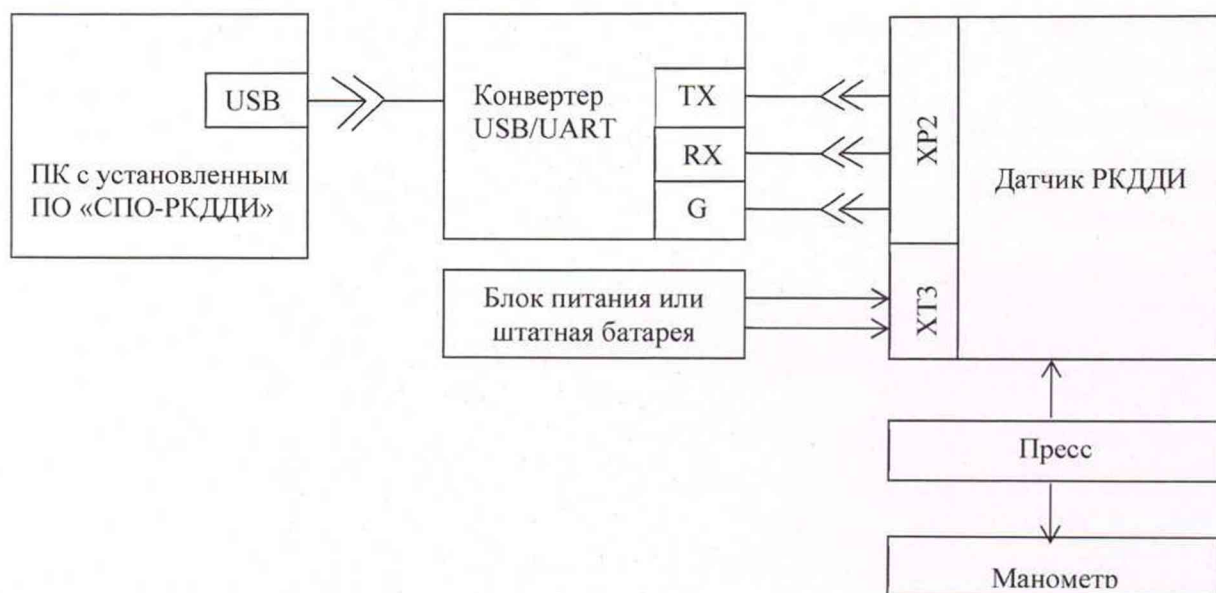 USB
ПК с установленным
ПО «СПО-РКДДИ»
Конвертер
USB/UART
TX
RX
G
Блок питания или
штатная батарея
XP2
XT3
Датчик РКДДИ
Пресс
Манометр